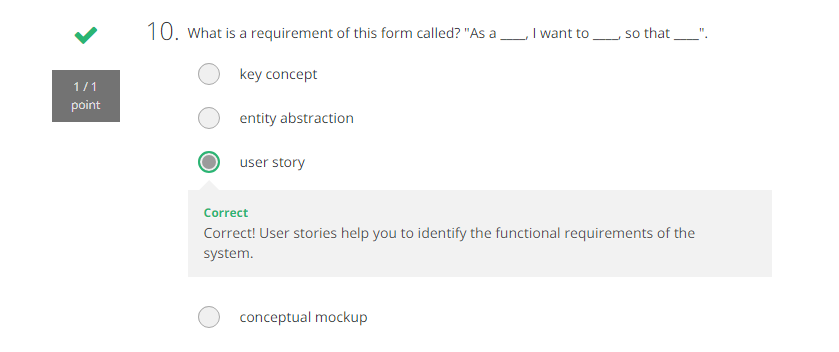 10. What is a requirement of this form called? "As a ____, I want to ____, so that ____".
1 / 1
point
key concept
entity abstraction
user story
Correct
Correct! User stories help you to identify the functional requirements of the
system.
conceptual mockup